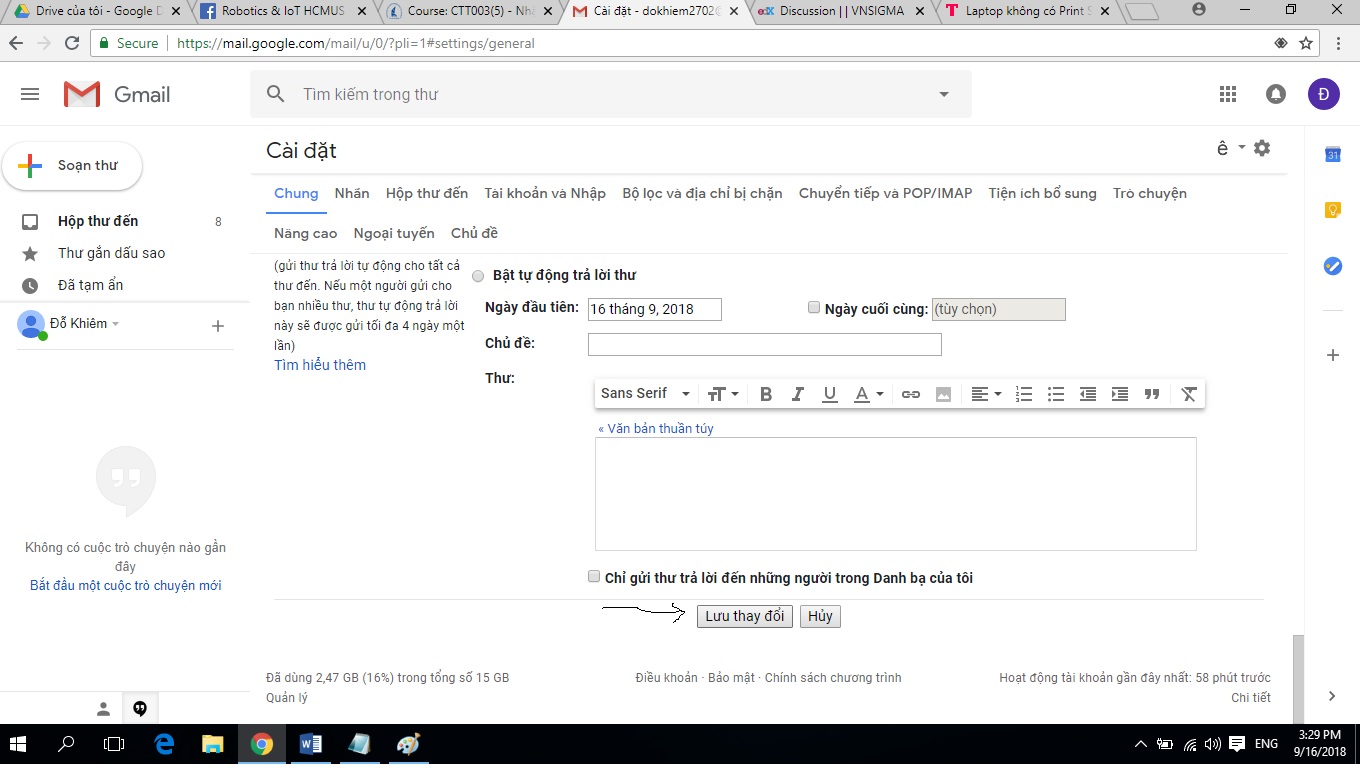 Drive của tôi - Google D
Robotics & IoT HCMUS
Course: CTT003(5) - Nhậ
Cài đặt - dokhiem2702@
edX Discussion | | VNSIGMA
Laptop không có Print S
Secure | https://mail.google.com/mail/u/0/?pli=1#settings/general
Gmail
Tìm kiếm trong thư
Đ
Soạn thư
Hộp thư đến 8
Thư gắn dấu sao
Đã tạm ẩn
Đỗ Khiêm
Không có cuộc trò chuyện nào gần
đây
Bắt đầu một cuộc trò chuyện mới
Cài đặt
ê
Chung Nhãn Hộp thư đến Tài khoản và Nhập Bộ lọc và địa chỉ bị chặn Chuyển tiếp và POP/IMAP Tiện ích bổ sung Trò chuyện
Nâng cao Ngoại tuyến Chủ đề
(gửi thư trả lời tự động cho tất cả
thư đến. Nếu một người gửi cho
bạn nhiều thư, thư tự động trả lời
này sẽ được gửi tối đa 4 ngày một
lần)
Tìm hiểu thêm
Bật tự động trả lời thư
Ngày đầu tiên: 16 tháng 9, 2018 Ngày cuối cùng: (tùy chọn)
Chủ đề:
Thư:
Sans Serif B I U A
« Văn bản thuần túy
Chỉ gửi thư trả lời đến những người trong Danh bạ của tôi
Lưu thay đổi Hủy
Đã dùng 2,47 GB (16%) trong tổng số 15 GB
Quản lý
Điều khoản · Bảo mật · Chính sách chương trình
Hoạt động tài khoản gần đây nhất: 58 phút trước
Chi tiết
31
ENG
3:29 PM
9/16/2018